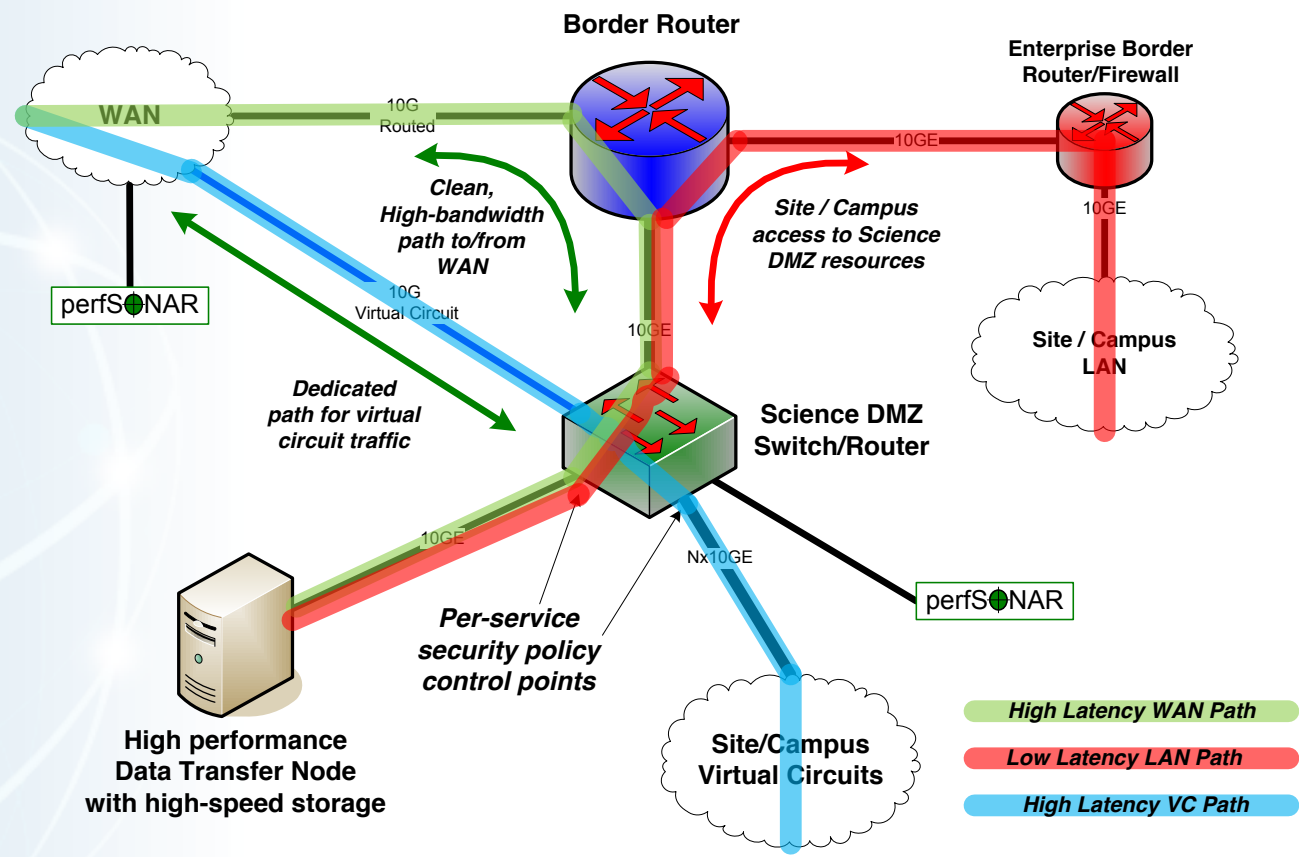 Border Router
Enterprise Border
Router/Firewall
WAN
10G
Routed
10GE
10GE
Clean,
High-bandwidth
path to/from
WAN
Site / Campus
access to Science
DMZ resources
perfSONAR
10G
Virtual Circuit
10GE
Site / Campus
LAN
Dedicated
path for virtual
circuit traffic
Science DMZ
Switch/Router
10GE
Nx10GE
perfSONAR
Per-service
security policy
control points
High performance
Data Transfer Node
with high-speed storage
Site/Campus
Virtual Circuits
High Latency WAN Path
Low Latency LAN Path
High Latency VC Path